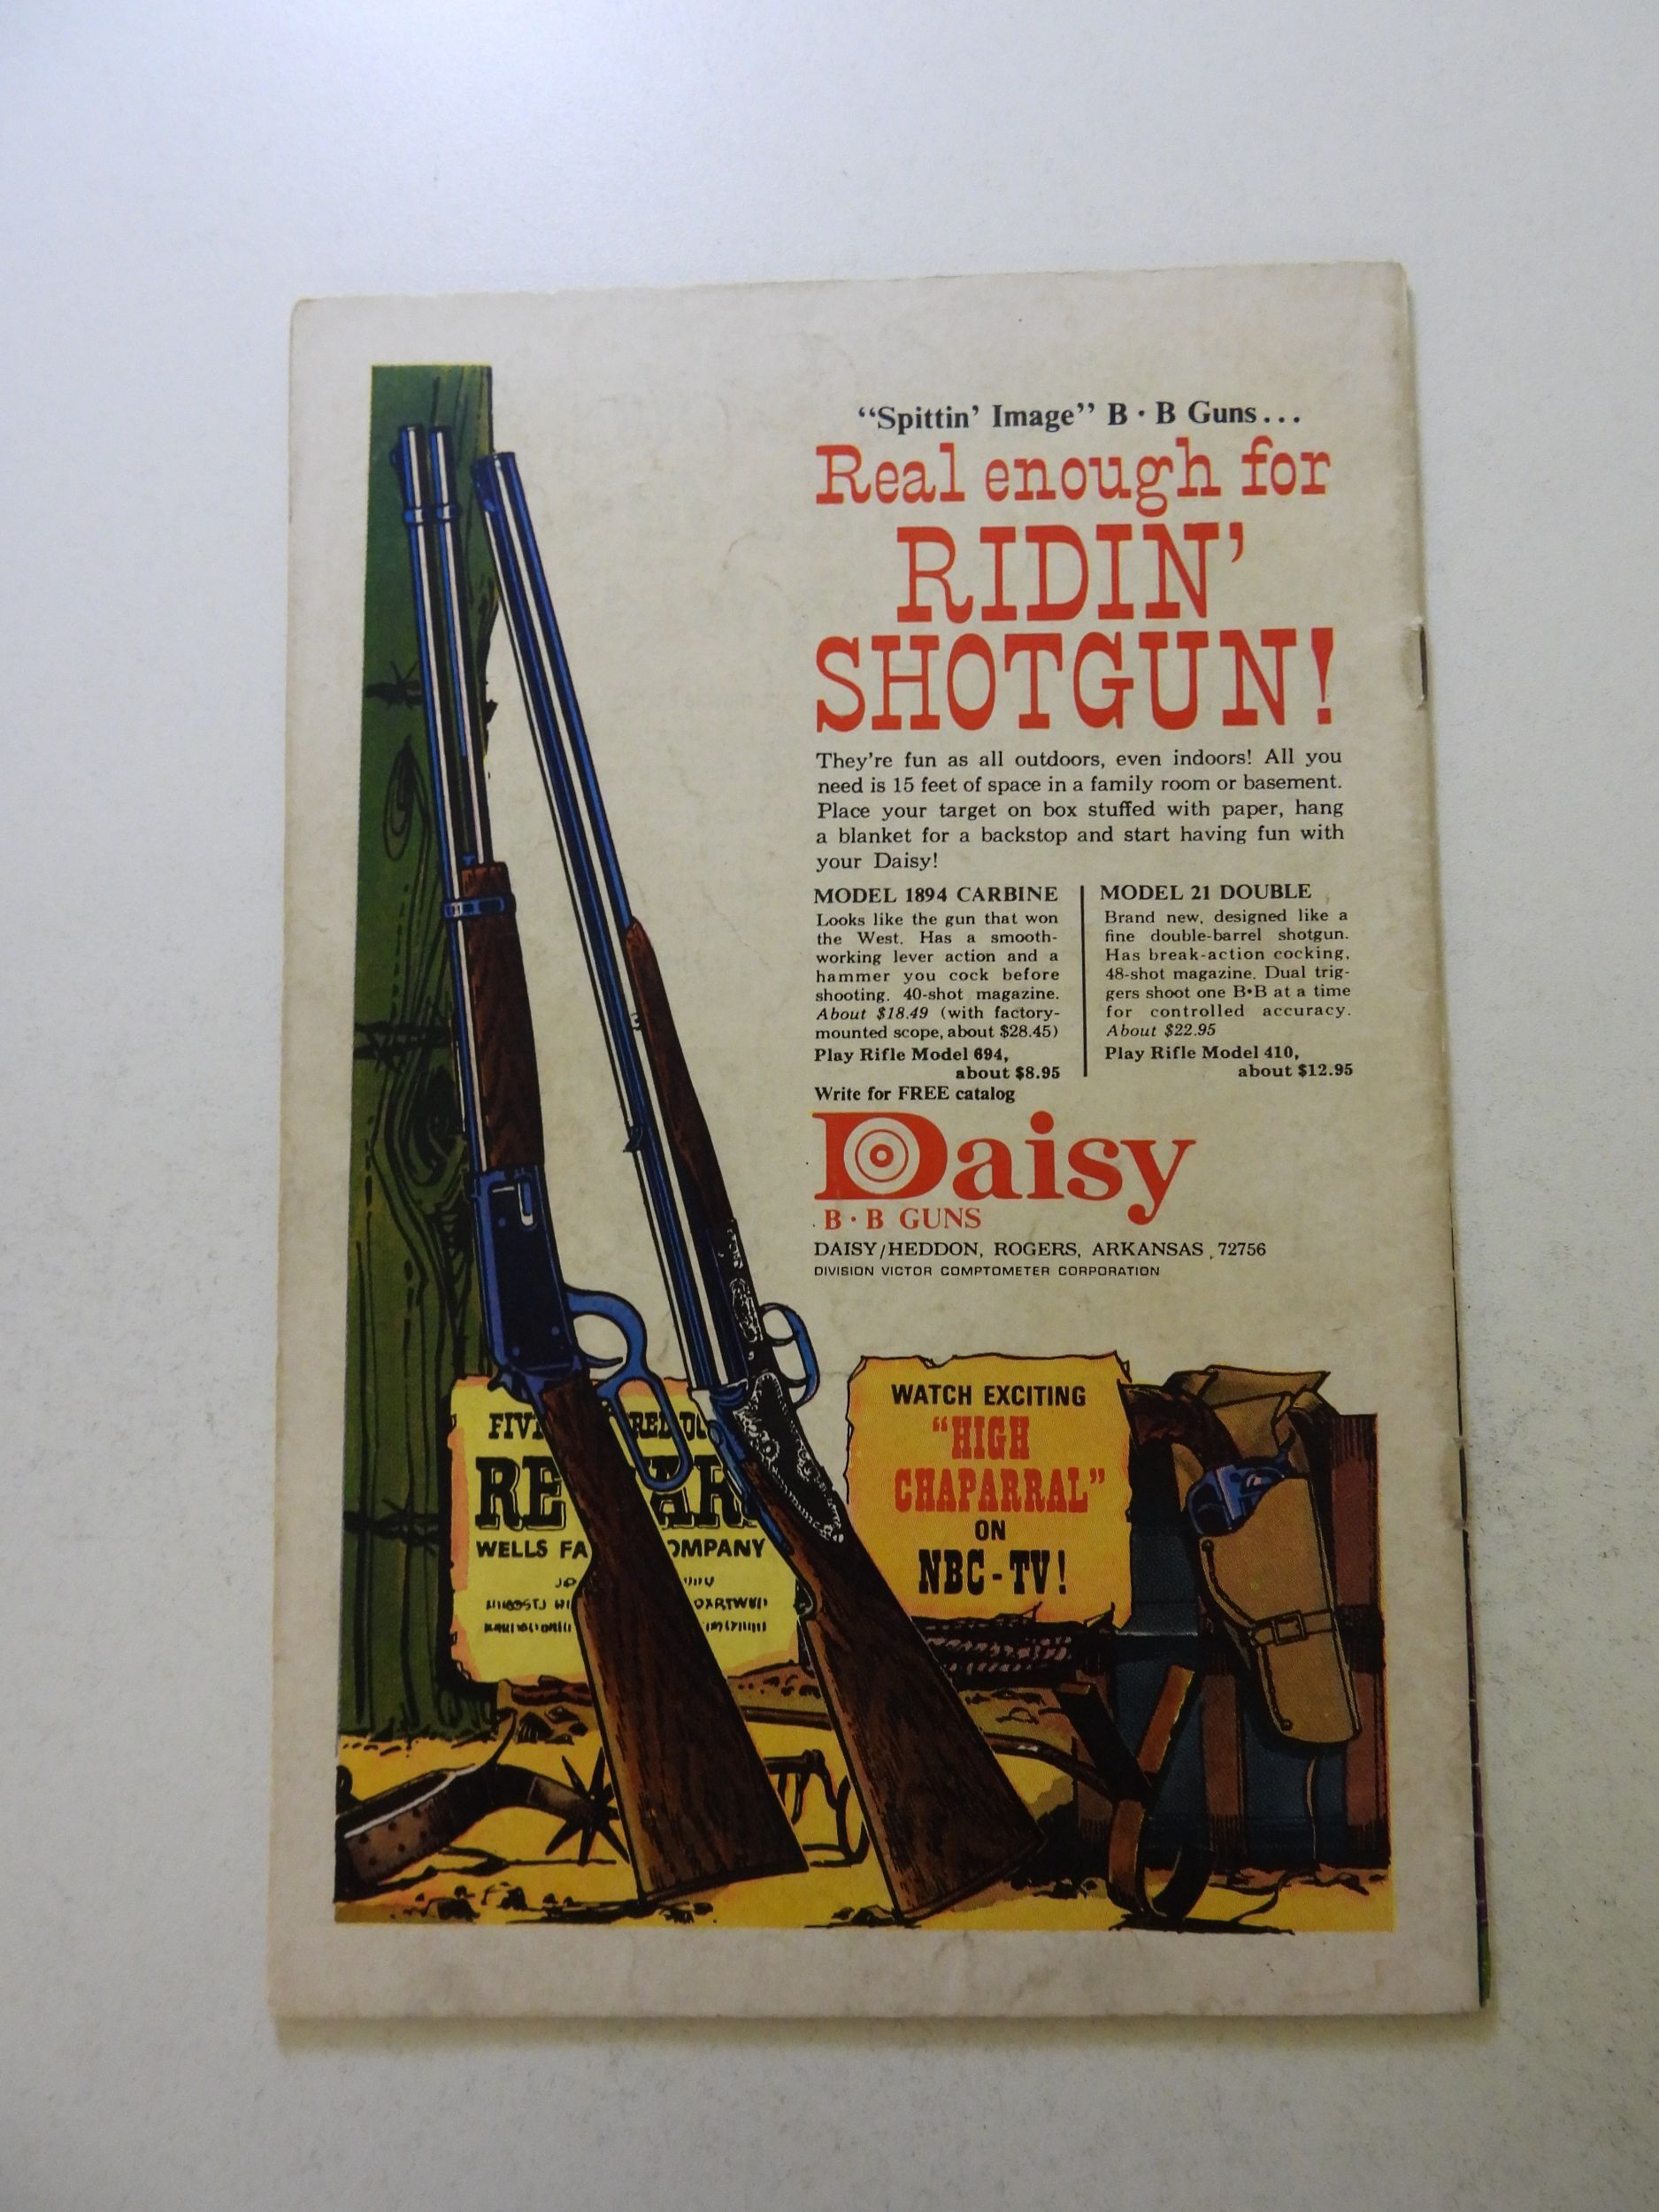 “Spittin’ Image” B·B Guns...
Real enough for
RIDIN’
SHOTGUN!
They’re fun as all outdoors, even indoors! All you
need is 15 feet of space in a family room or basement.
Place your target on box stuffed with paper, hang
a blanket for a backstop and start having fun with
your Daisy!
MODEL 1894 CARBINE
Looks like the gun that won
the West. Has a smooth-
working lever action and a
hammer you cock before
shooting. 40-shot magazine.
About $18.49 (with factory-
mounted scope, about $28.45)
Play Rifle Model 694,
about $8.95
MODEL 21 DOUBLE
Brand new, designed like a
fine double-barrel shotgun.
Has break-action cocking,
48-shot magazine. Dual trig-
gers shoot one B•B at a time
for controlled accuracy.
About $22.95
Play Rifle Model 410,
about $12.95
Write for FREE catalog
Daisy
B·B GUNS
DAISY/HEDDON, ROGERS, ARKANSAS, 72756
DIVISION VICTOR COMPTOMETER CORPORATION
WATCH EXCITING
“HIGH
CHAPARRAL”
ON
NBC-TV!
FIV RED DO
RE AR
WELLS FA OMPANY